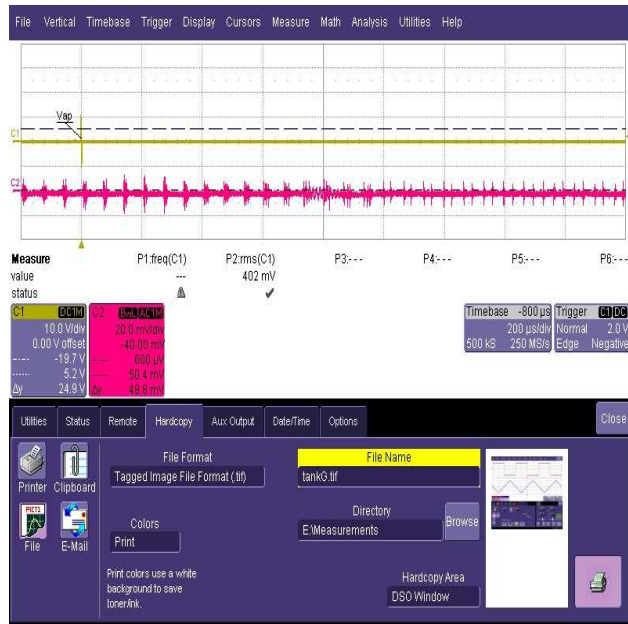 File Vertical Timebase Trigger Display Cursors Measure Math Analysis Utilities Help
Vap
C1
C2
Measure P1:freq(C1) P2:rms(C1) P3:- - - P4:- - - P5:- - - P6:- - -
value --- 402 mV
status
C1 DC1M C2 BwL AC1M Timebase -800 µs Trigger C1 DC
10.0 V/div 20.0 mV/div 200 µs/div Normal 2.0 V
0.00 V offset -40.00 mV 500 kS 250 MS/s Edge Negative
-19.7 V 600 µV
5.2 V 50.4 mV
Δy 24.9 V Δy 49.8 mV
Utilities Status Remote Hardcopy Aux Output Date/Time Options Close
File Format File Name
Printer Clipboard Tagged Image File Format (.tif) tankG.tif
Directory
Colors E:\Measurements Browse
File E-Mail Print
Print colors use a white
background to save
toner/ink.
Hardcopy Area
DSO Window